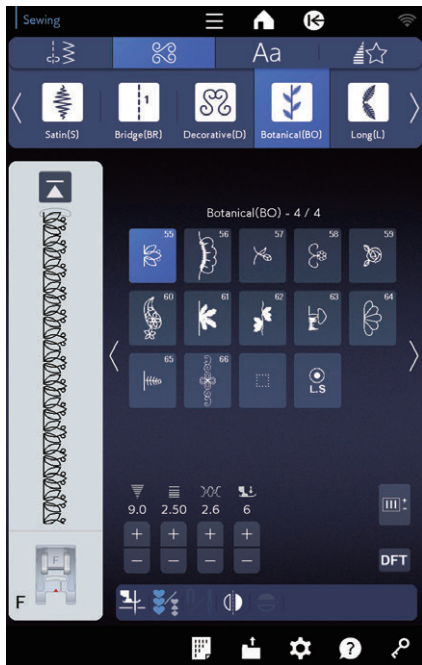 Sewing
Aa
1
Satin(S) Bridge(BR) Decorative(D) Botanical(BO) Long(L)
Botanical(BO) - 4 / 4
55 56 57 58 59
60 61 62 63 64
65 66
L.S
9.0 2.50 2.6 6
+ + + +
− − − −
F
DFT
F
?